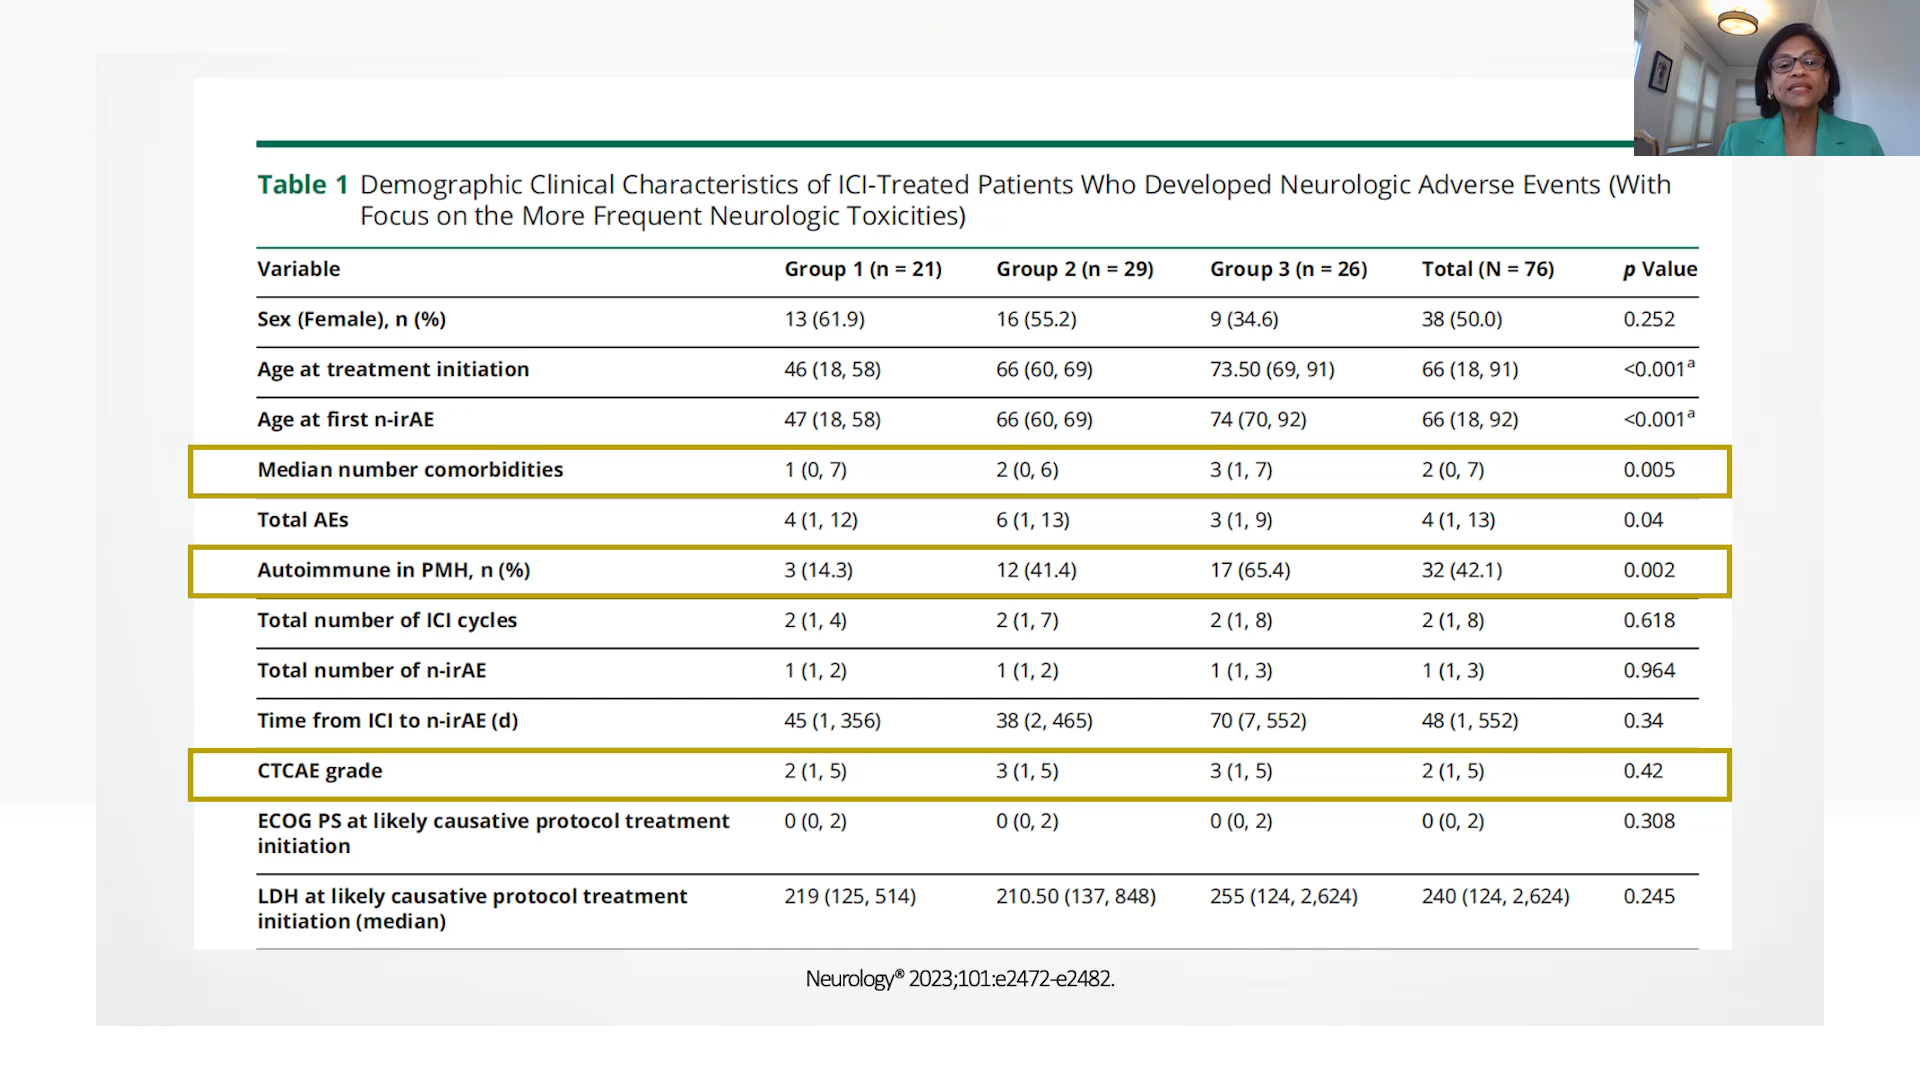 Table 1 Demographic Clinical Characteristics of ICI-Treated Patients Who Developed Neurologic Adverse Events (With
Focus on the More Frequent Neurologic Toxicities)
Variable Group 1 (n = 21) Group 2 (n = 29) Group 3 (n = 26) Total (N = 76) p Value
Sex (Female), n (%) 13 (61.9) 16 (55.2) 9 (34.6) 38 (50.0) 0.252
Age at treatment initiation 46 (18, 58) 66 (60, 69) 73.50 (69, 91) 66 (18, 91) <0.001ᵃ
Age at first n-irAE 47 (18, 58) 66 (60, 69) 74 (70, 92) 66 (18, 92) <0.001ᵃ
Median number comorbidities 1 (0, 7) 2 (0, 6) 3 (1, 7) 2 (0, 7) 0.005
Total AEs 4 (1, 12) 6 (1, 13) 3 (1, 9) 4 (1, 13) 0.04
Autoimmune in PMH, n (%) 3 (14.3) 12 (41.4) 17 (65.4) 32 (42.1) 0.002
Total number of ICI cycles 2 (1, 4) 2 (1, 7) 2 (1, 8) 2 (1, 8) 0.618
Total number of n-irAE 1 (1, 2) 1 (1, 2) 1 (1, 3) 1 (1, 3) 0.964
Time from ICI to n-irAE (d) 45 (1, 356) 38 (2, 465) 70 (7, 552) 48 (1, 552) 0.34
CTCAE grade 2 (1, 5) 3 (1, 5) 3 (1, 5) 2 (1, 5) 0.42
ECOG PS at likely causative protocol treatment 0 (0, 2) 0 (0, 2) 0 (0, 2) 0 (0, 2) 0.308
initiation
LDH at likely causative protocol treatment 219 (125, 514) 210.50 (137, 848) 255 (124, 2,624) 240 (124, 2,624) 0.245
initiation (median)
Neurology® 2023;101:e2472-e2482.